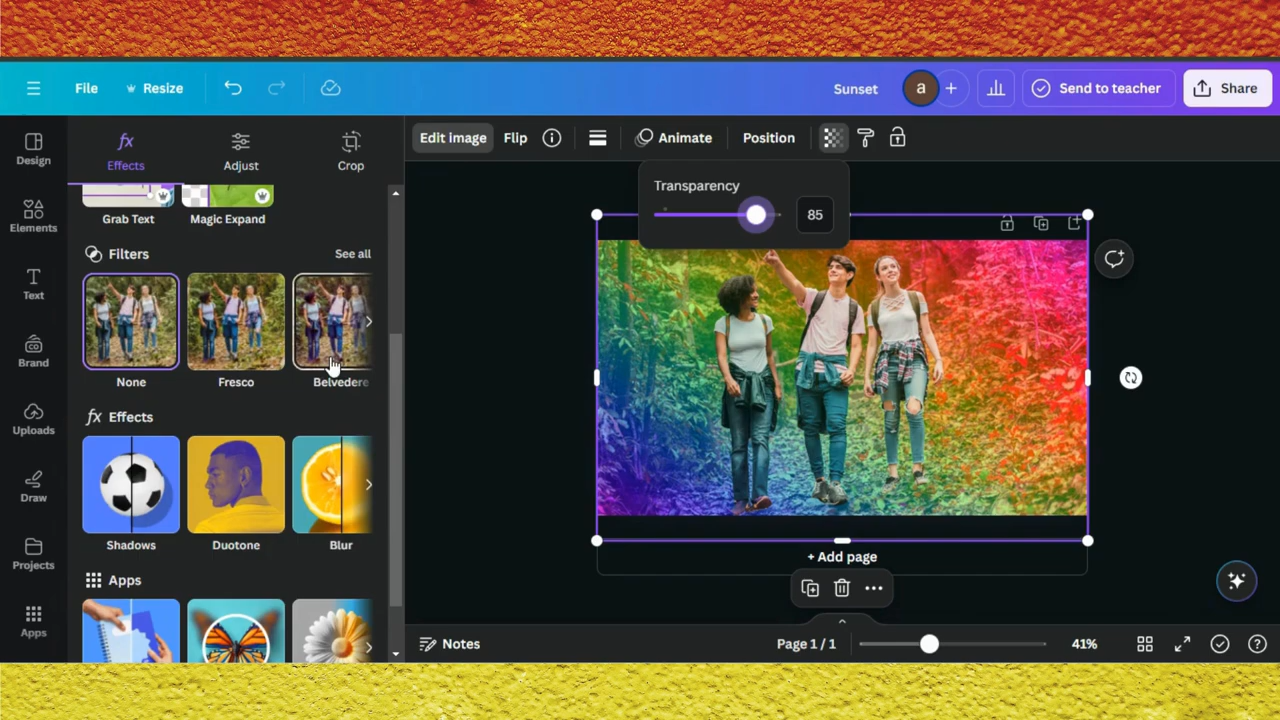 File
Resize
Sunset
a
Send to teacher
Share
Design
Elements
Text
Brand
Uploads
Draw
Projects
Apps
Effects
Adjust
Crop
Grab Text
Magic Expand
Filters
See all
None
Fresco
Belvedere
fx Effects
Shadows
Duotone
Blur
Apps
Edit image
Flip
Animate
Position
Transparency
85
+ Add page
Notes
Page 1 / 1
41%